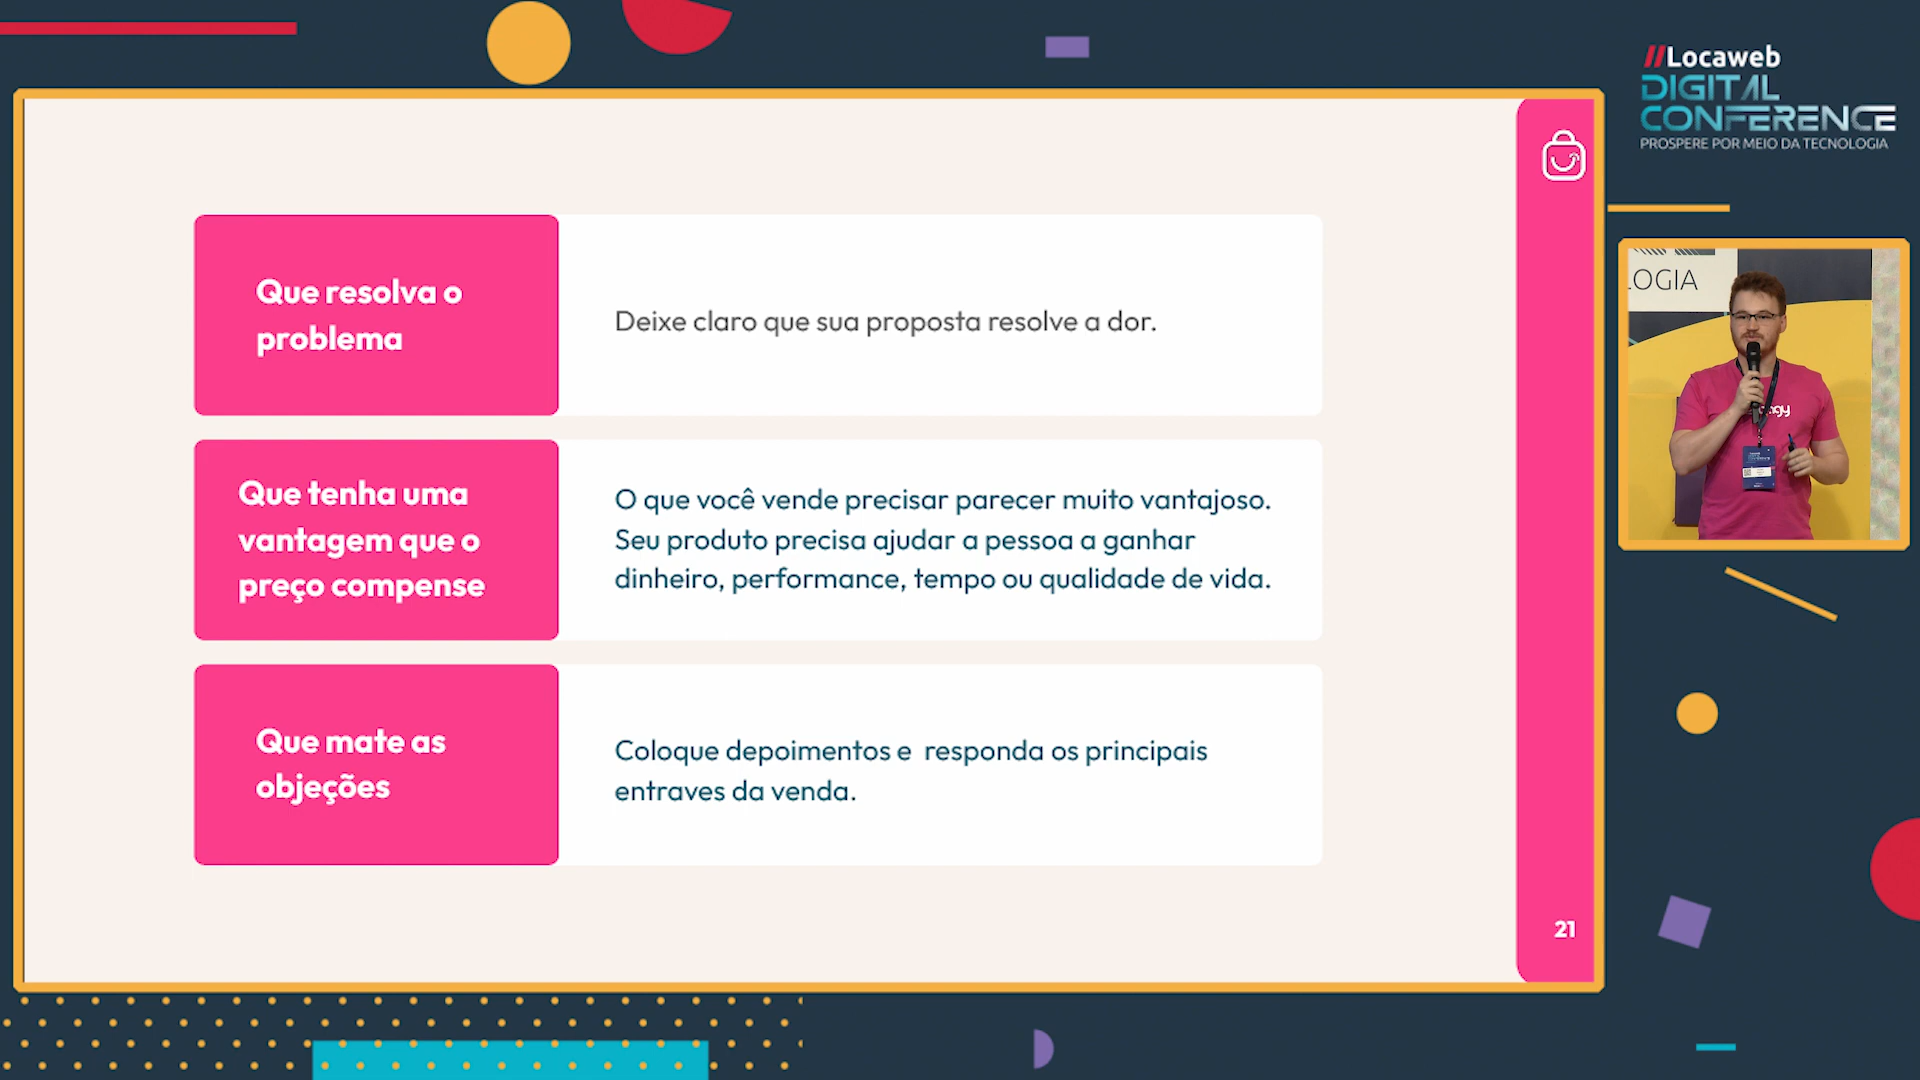 //Locaweb
DIGITAL
CONFERENCE
PROSPERE POR MEIO DA TECNOLOGIA
Que resolva o
problema
Deixe claro que sua proposta resolve a dor.
Que tenha uma
vantagem que o
preço compense
O que você vende precisar parecer muito vantajoso.
Seu produto precisa ajudar a pessoa a ganhar
dinheiro, performance, tempo ou qualidade de vida.
Que mate as
objeções
Coloque depoimentos e responda os principais
entraves da venda.
21
LOGIA